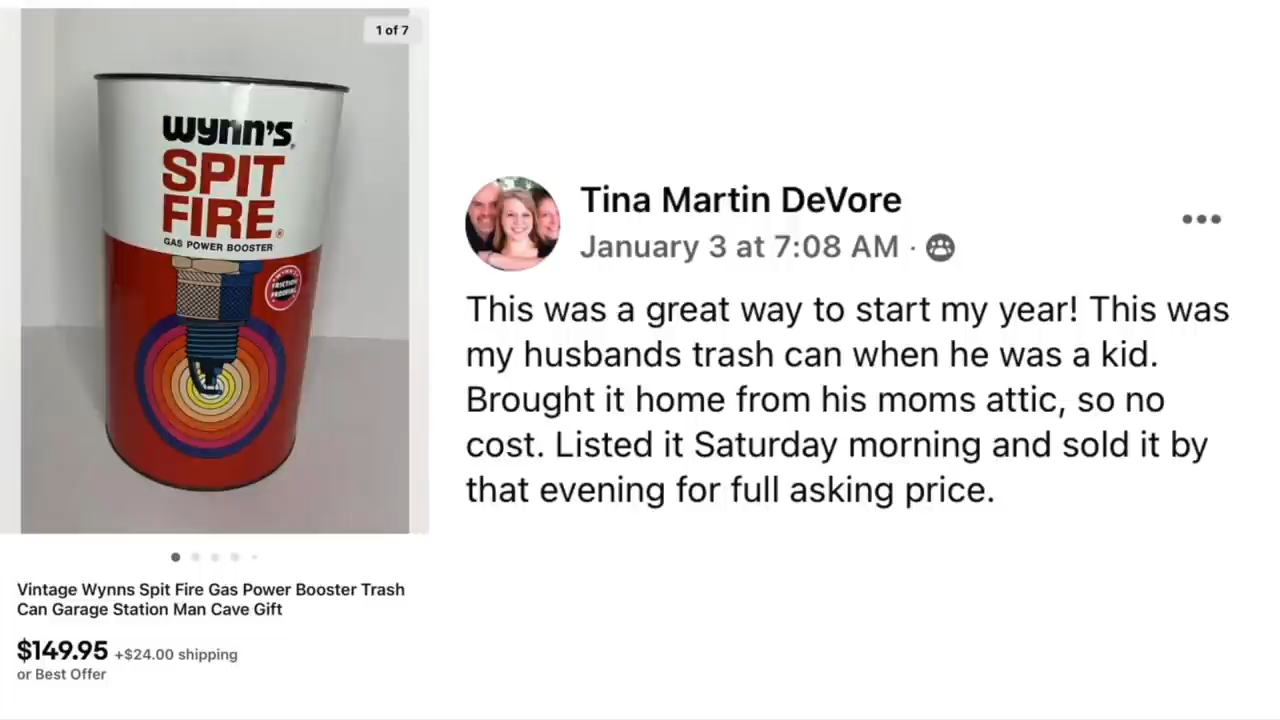 1 of 7
wynn's®
SPIT
FIRE®
GAS POWER BOOSTER
WYNN'S
FRICTION
PROOFING
Vintage Wynns Spit Fire Gas Power Booster Trash
Can Garage Station Man Cave Gift
$149.95 +$24.00 shipping
or Best Offer
Tina Martin DeVore
January 3 at 7:08 AM ·
This was a great way to start my year! This was
my husbands trash can when he was a kid.
Brought it home from his moms attic, so no
cost. Listed it Saturday morning and sold it by
that evening for full asking price.